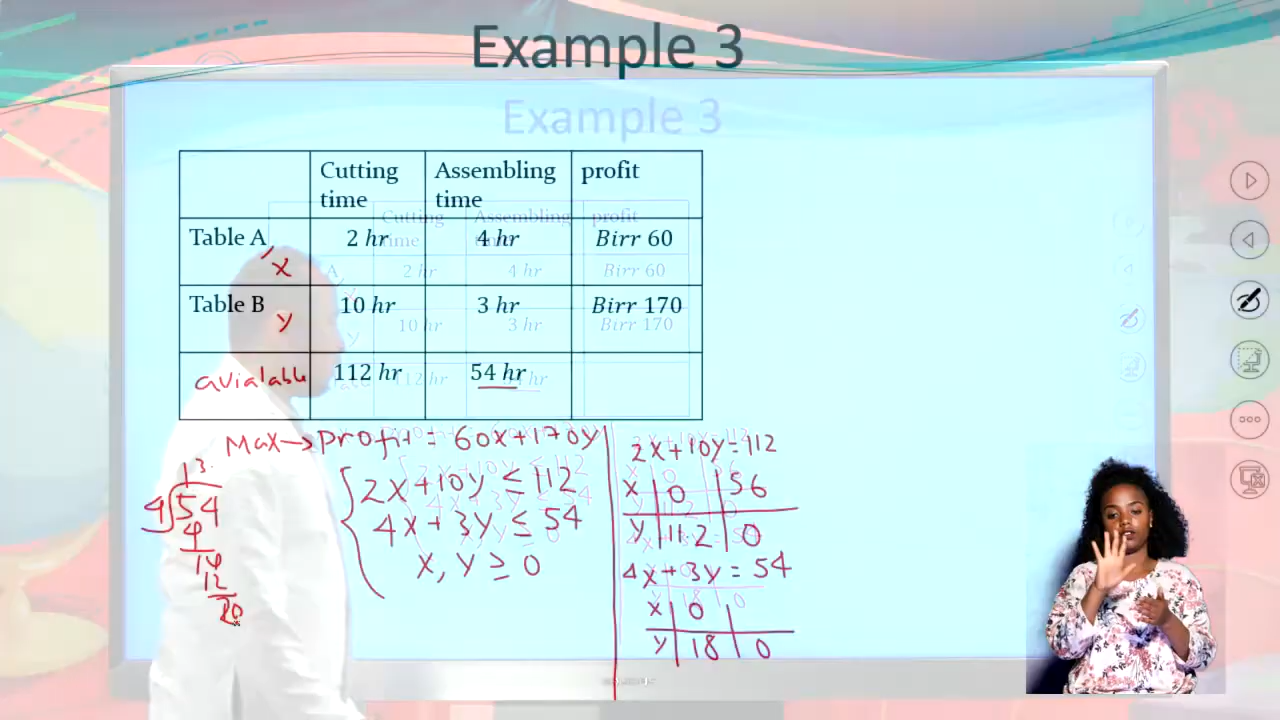 Example 3
Example 3
Cutting time Assembling time profit
Table A x 2 hr 4 hr Birr 60
Table B y 10 hr 3 hr Birr 170
avialable 112 hr 54 hr
Max→Profit = 60x+170y
2x+10y ≤ 112
4x+3y ≤ 54
x, y ≥ 0
13.
4 54
4
14
12
20
2x+10y=112
x 0 56
y 11.2 0
4x+3y=54
x 0
y 18 0